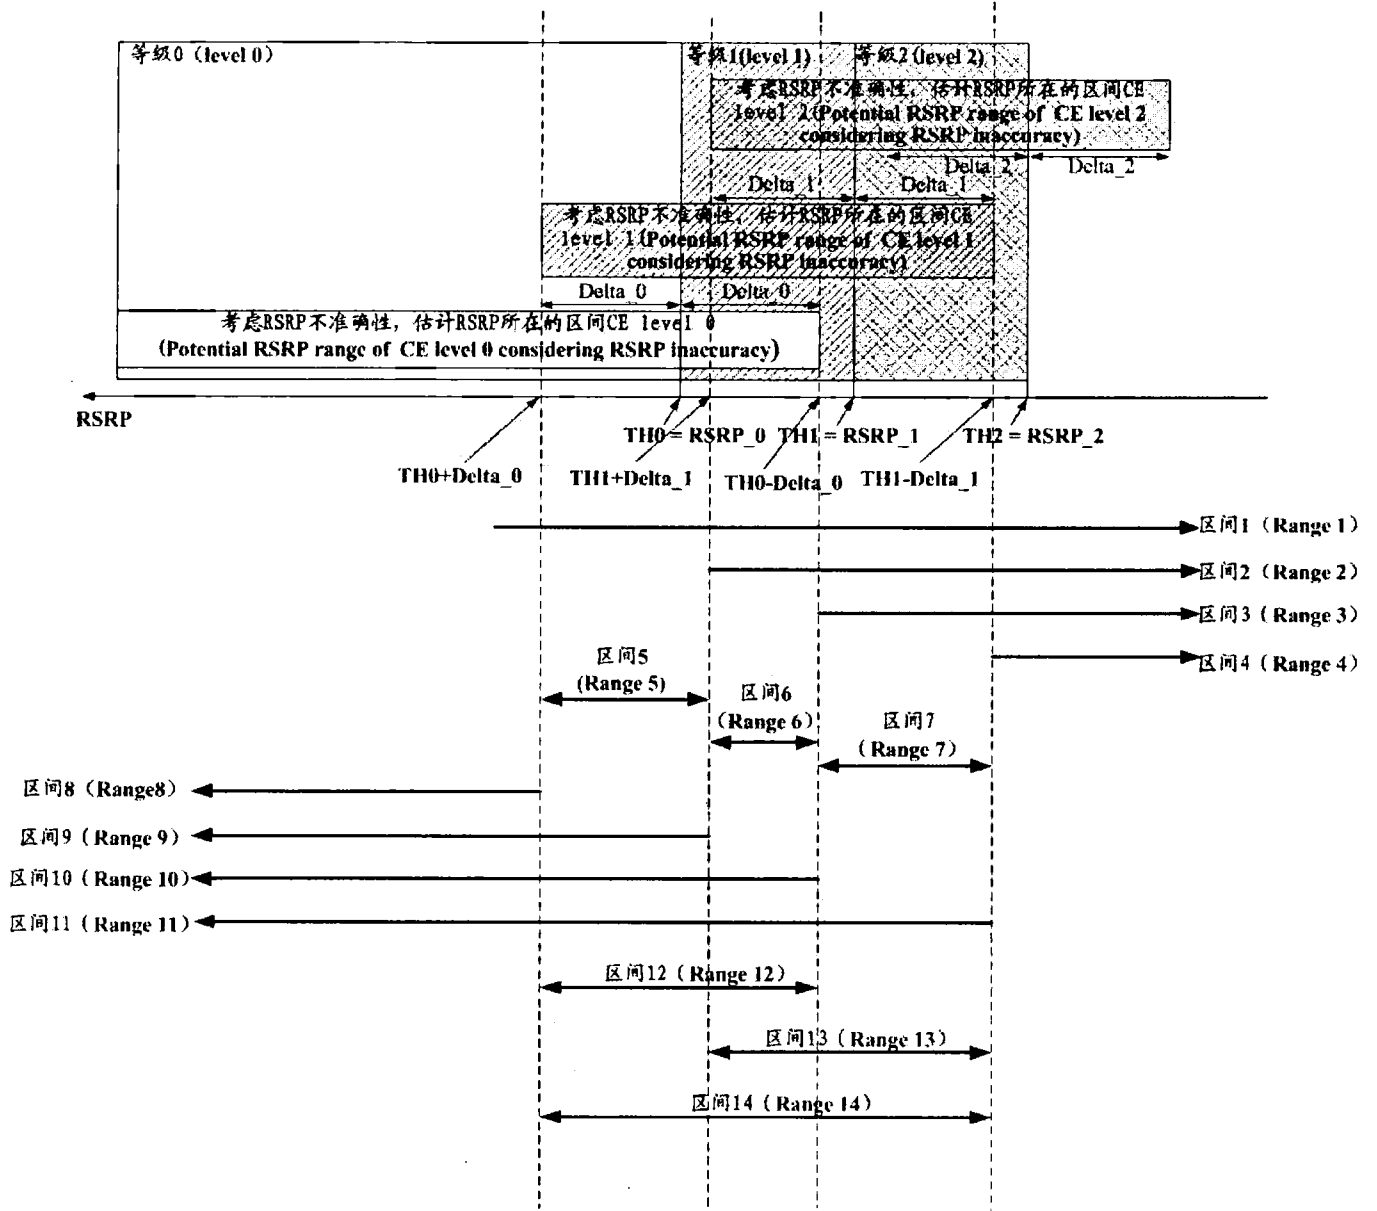 等级0（level 0）
等级1(level 1)
等级2 (level 2)
考虑RSRP不准确性，估计RSRP所在的区间CE
level 2(Potential RSRP range of CE level 2
considering RSRP inaccuracy)
Delta_2
Delta_2
Delta_1
Delta_1
考虑RSRP不准确性，估计RSRP所在的区间CE
level 1(Potential RSRP range of CE level 1
considering RSRP inaccuracy)
Delta_0
Delta_0
考虑RSRP不准确性，估计RSRP所在的区间CE level 0
(Potential RSRP range of CE level 0 considering RSRP inaccuracy)
RSRP
TH0 = RSRP_0
TH1 = RSRP_1
TH2 = RSRP_2
TH0+Delta_0
TH1+Delta_1
TH0-Delta_0
TH1-Delta_1
区间1（Range 1）
区间2（Range 2）
区间3（Range 3）
区间4（Range 4）
区间5
(Range 5)
区间6
（Range 6）
区间7
（Range 7）
区间8（Range8）
区间9（Range 9）
区间10（Range 10）
区间11（Range 11）
区间12（Range 12）
区间13（Range 13）
区间14（Range 14）